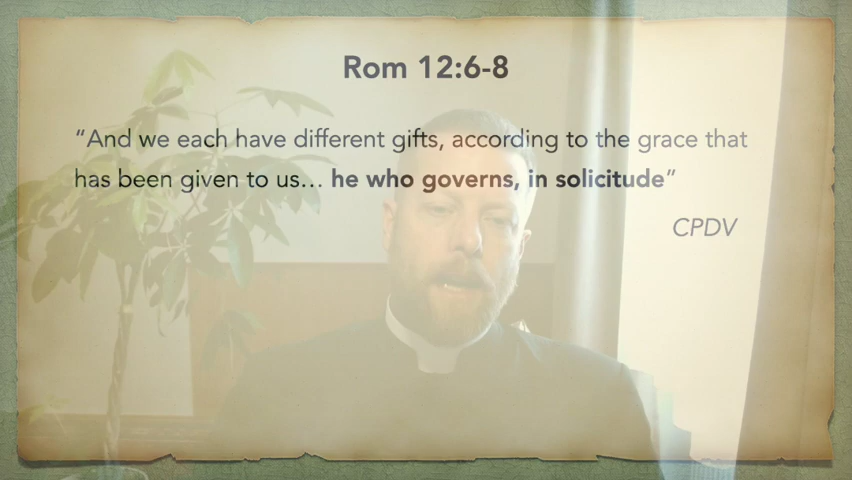 Rom 12:6-8
“And we each have different gifts, according to the grace that
has been given to us… he who governs, in solicitude”
CPDV